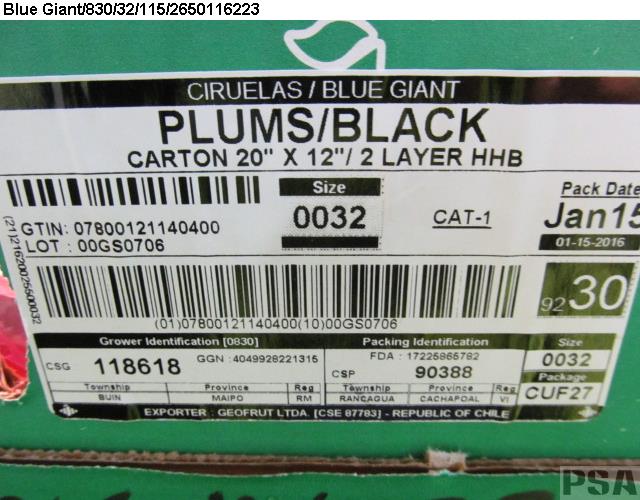 Blue Giant/830/32/115/2650116223
CIRUELAS / BLUE GIANT
PLUMS/BLACK
CARTON 20" X 12"/ 2 LAYER HHB
Size
0032
CAT-1
Pack Date
Jan15
01-15-2016
GTIN: 07800121140400
LOT : 00GS0706
(01)07800121140400(10)00GS0706
92 30
Grower Identification [0830]
Packing Identification
Size
CSG 118618 GGN : 4049928221315
FDA : 17225865782
CSP 90388
0032
Package
CUF27
Township Province Reg Township Province Reg
BUIN MAIPO RM RANCAGUA CACHAPOAL VI
EXPORTER : GEOFRUT LTDA. [CSE 87783] - REPUBLIC OF CHILE
PSA